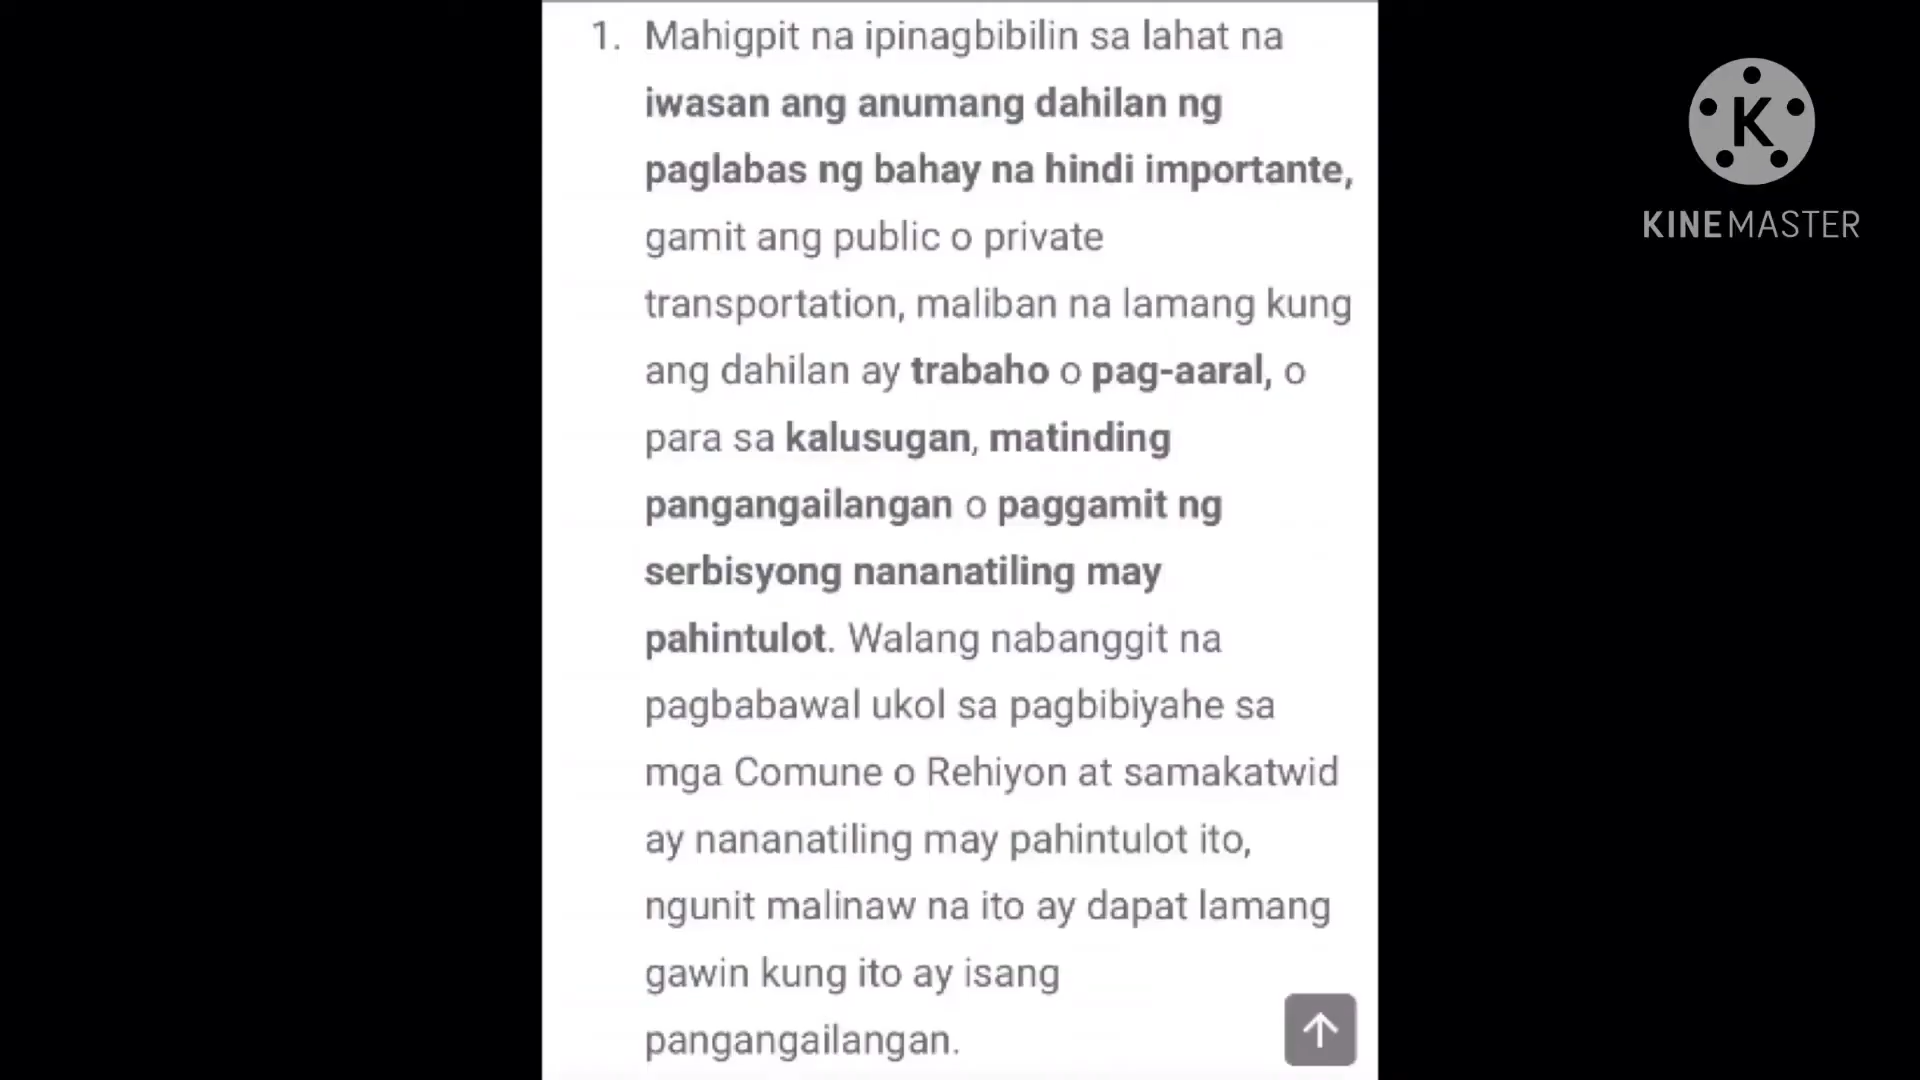 1. Mahigpit na ipinagbibilin sa lahat na
iwasan ang anumang dahilan ng
paglabas ng bahay na hindi importante,
gamit ang public o private
transportation, maliban na lamang kung
ang dahilan ay trabaho o pag-aaral, o
para sa kalusugan, matinding
pangangailangan o paggamit ng
serbisyong nananatiling may
pahintulot. Walang nabanggit na
pagbabawal ukol sa pagbibiyahe sa
mga Comune o Rehiyon at samakatwid
ay nananatiling may pahintulot ito,
ngunit malinaw na ito ay dapat lamang
gawin kung ito ay isang
pangangailangan.
K
KINEMASTER